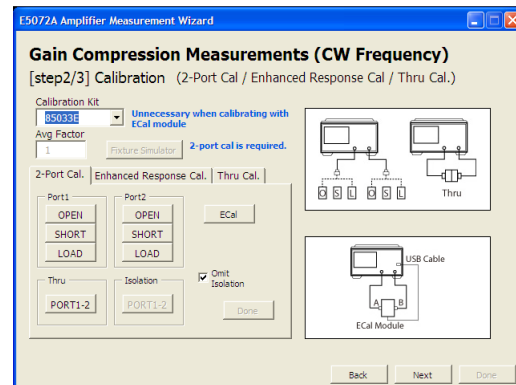 E5072A Amplifier Measurement Wizard
Gain Compression Measurements (CW Frequency)
[step2/3] Calibration (2-Port Cal / Enhanced Response Cal / Thru Cal.)
Calibration Kit
85033E
Unnecessary when calibrating with
ECal module
Avg Factor
1
Fixture Simulator
2-port cal is required.
2-Port Cal. Enhanced Response Cal. Thru Cal.
Port1 Port2
OPEN OPEN ECal
SHORT SHORT
LOAD LOAD
Thru Isolation
Omit
Isolation
PORT1-2 PORT1-2
Done
O S L O S L Thru
USB Cable
A B
ECal Module
Back Next Done